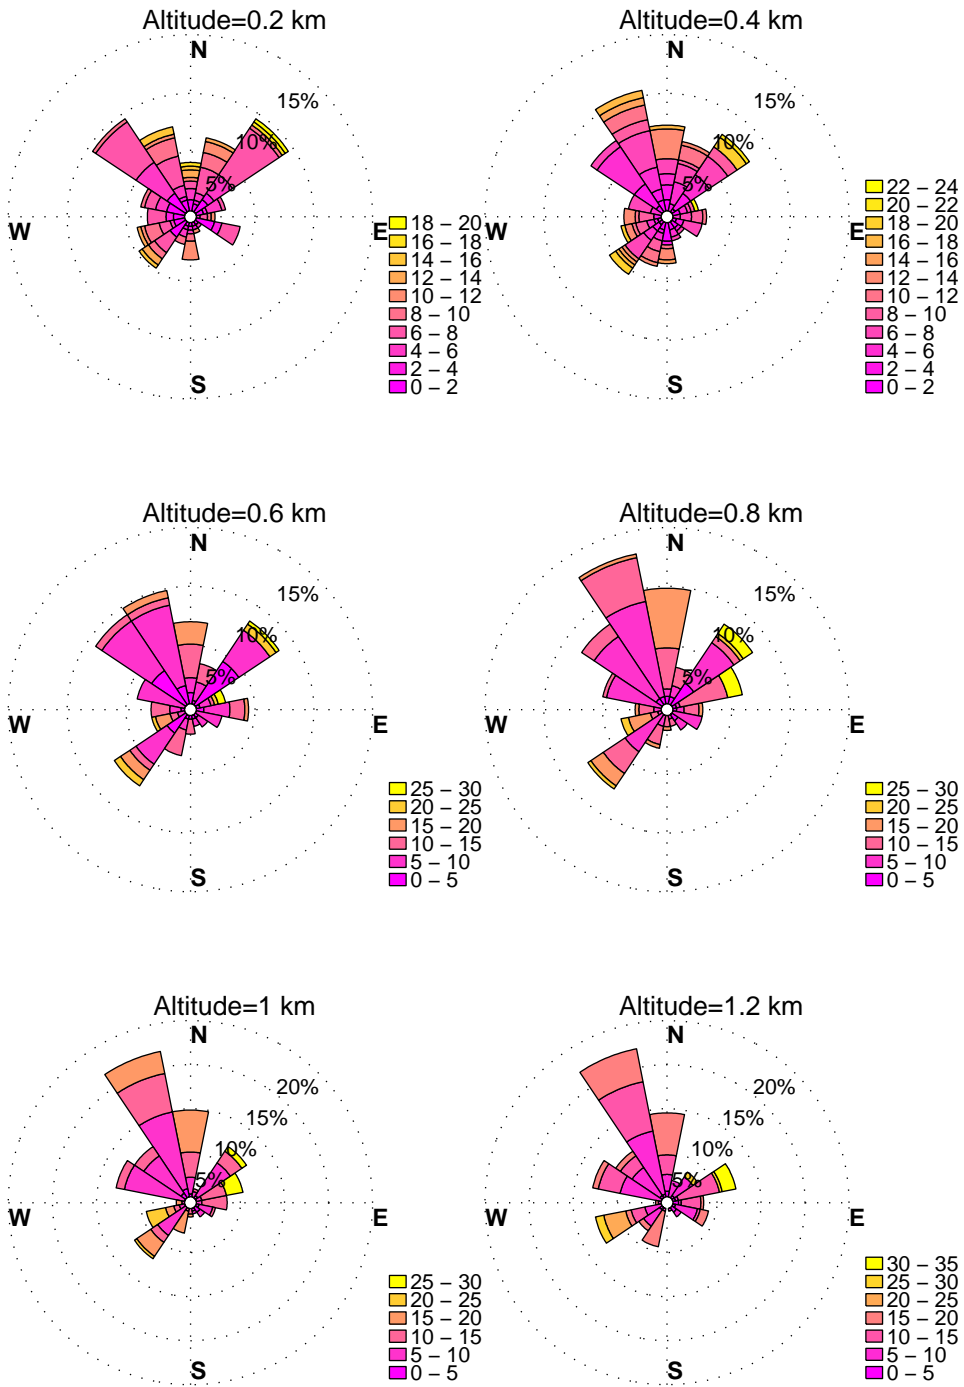 Altitude=0.2 km
N
15%
10%
5%
W
E
S
18 – 20
16 – 18
14 – 16
12 – 14
10 – 12
8 – 10
6 – 8
4 – 6
2 – 4
0 – 2
Altitude=0.4 km
N
15%
10%
5%
W
E
S
22 – 24
20 – 22
18 – 20
16 – 18
14 – 16
12 – 14
10 – 12
8 – 10
6 – 8
4 – 6
2 – 4
0 – 2
Altitude=0.6 km
N
15%
10%
5%
W
E
S
25 – 30
20 – 25
15 – 20
10 – 15
5 – 10
0 – 5
Altitude=0.8 km
N
15%
10%
5%
W
E
S
25 – 30
20 – 25
15 – 20
10 – 15
5 – 10
0 – 5
Altitude=1 km
N
20%
15%
10%
5%
W
E
S
25 – 30
20 – 25
15 – 20
10 – 15
5 – 10
0 – 5
Altitude=1.2 km
N
20%
15%
10%
5%
W
E
S
30 – 35
25 – 30
20 – 25
15 – 20
10 – 15
5 – 10
0 – 5